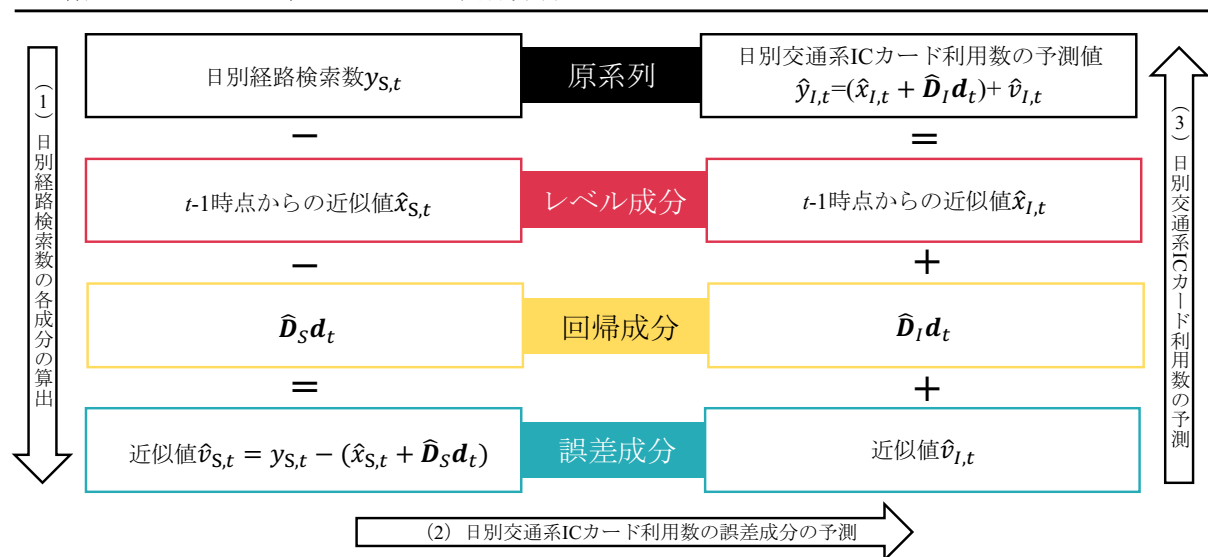 （1）日別経路検索数の各成分の算出
日別経路検索数y_{S,t}
原系列
日別交通系ICカード利用数の予測値
ŷ_{I,t}=(x̂_{I,t} + D̂_I d_t)+ v̂_{I,t}
−
=
t-1時点からの近似値x̂_{S,t}
レベル成分
t-1時点からの近似値x̂_{I,t}
−
+
D̂_S d_t
回帰成分
D̂_I d_t
=
+
近似値v̂_{S,t} = y_{S,t} − (x̂_{S,t} + D̂_S d_t)
誤差成分
近似値v̂_{I,t}
（2）日別交通系ICカード利用数の誤差成分の予測
（3）日別交通系ICカード利用数の予測